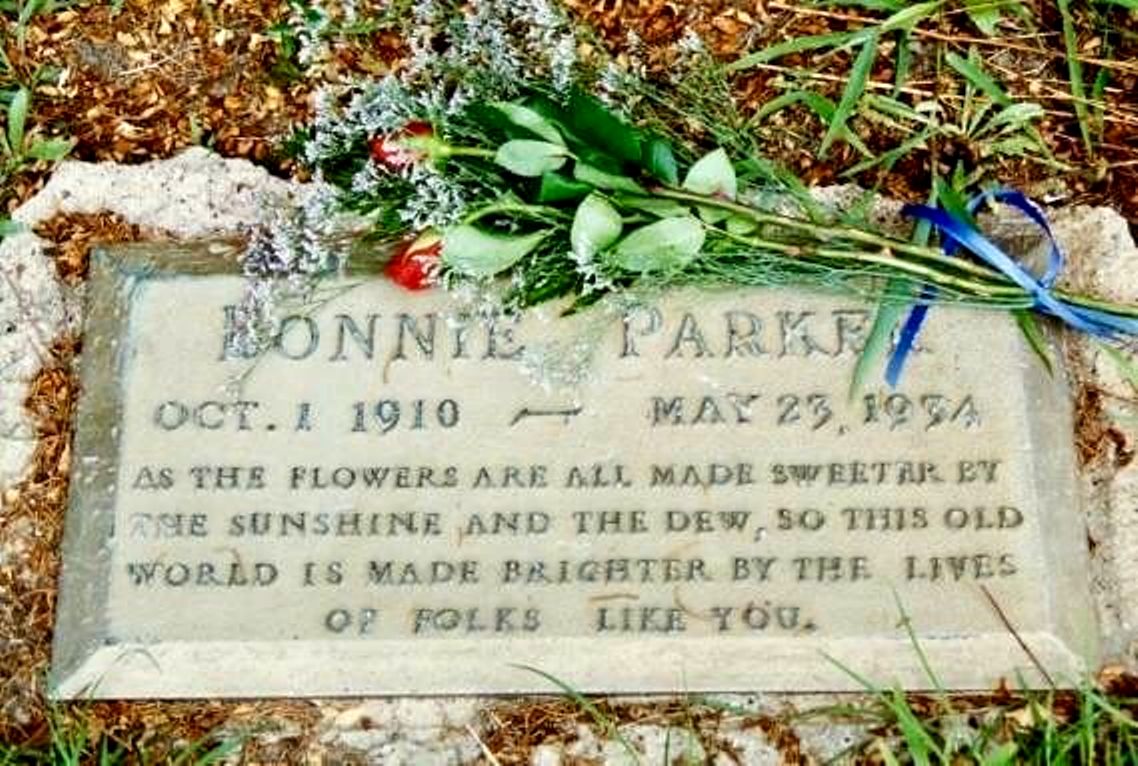 BONNIE PARKER
OCT. 1 1910 — MAY 23, 1934
AS THE FLOWERS ARE ALL MADE SWEETER BY
THE SUNSHINE AND THE DEW, SO THIS OLD
WORLD IS MADE BRIGHTER BY THE LIVES
OF FOLKS LIKE YOU.